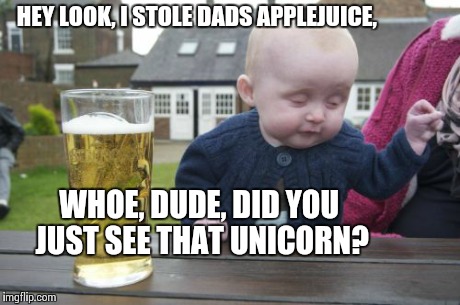 HEY LOOK, I STOLE DADS APPLEJUICE,
WHOE, DUDE, DID YOU
JUST SEE THAT UNICORN?
imgflip.com